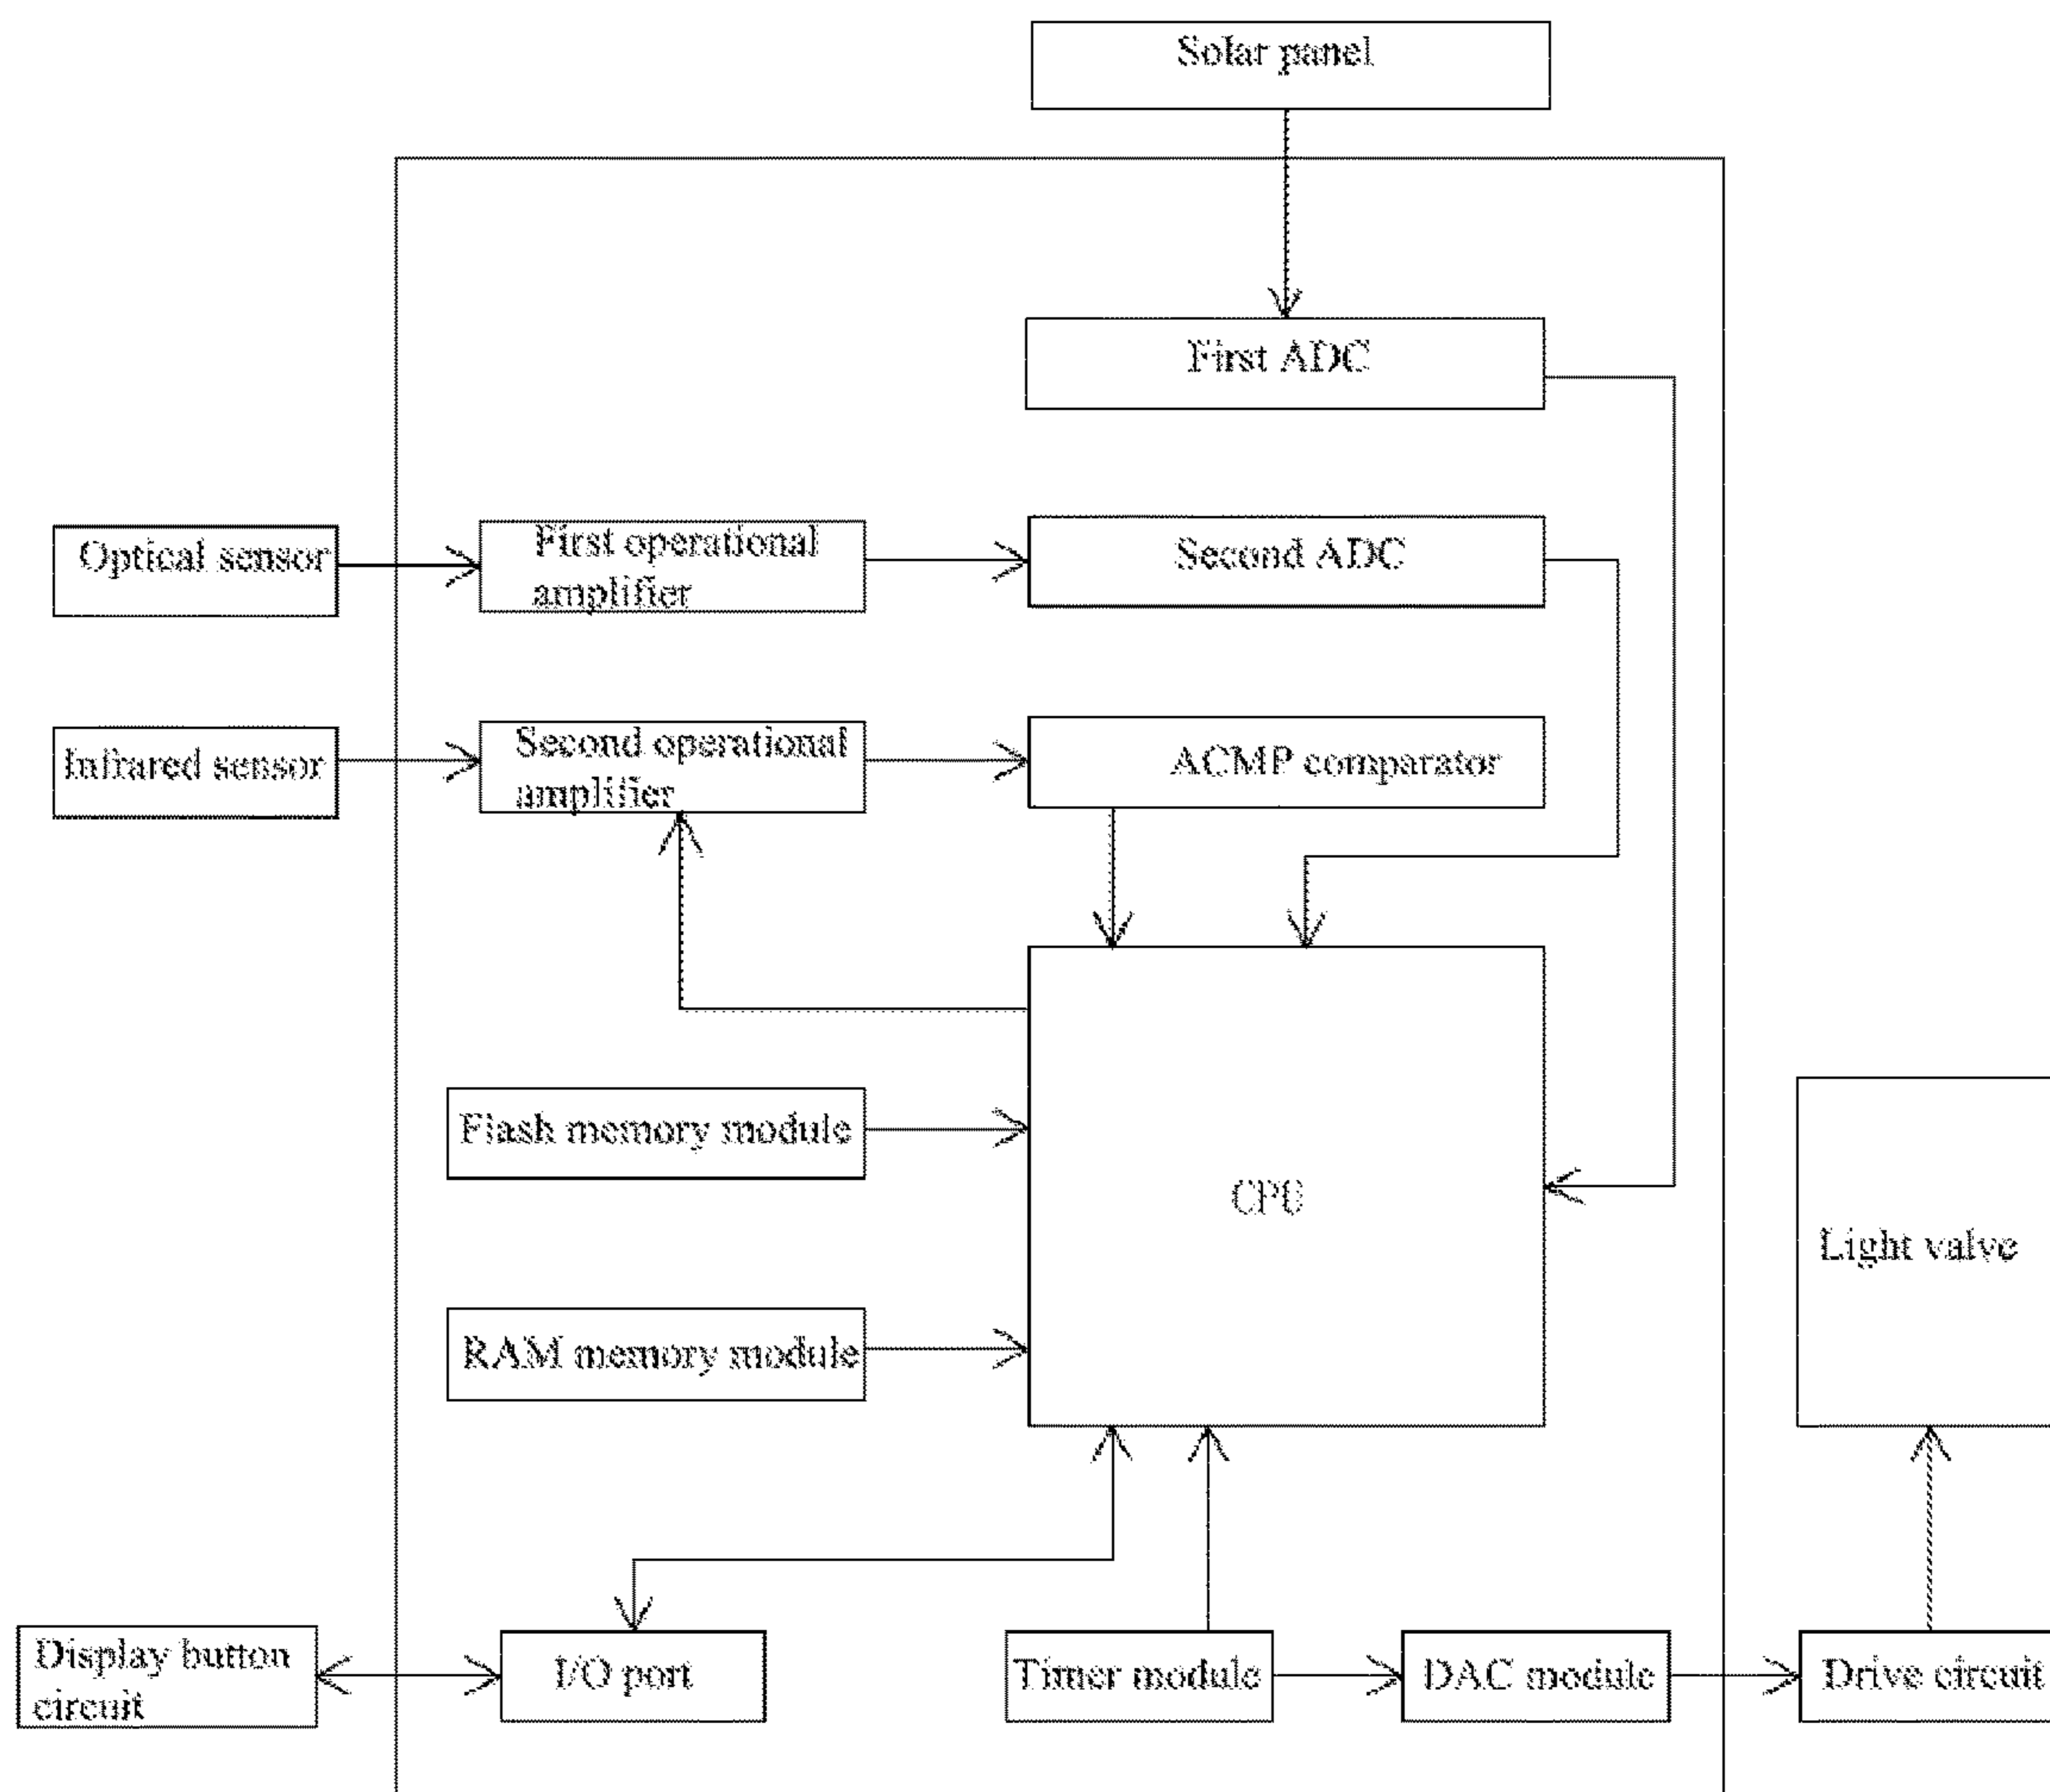 Solar panel
First ADC
Optical sensor
First operational
amplifier
Second ADC
Infrared sensor
Second operational
amplifier
ACMP comparator
Flash memory module
CPU
Light valve
RAM memory module
Display button
circuit
I/O port
Timer module
DAC module
Drive circuit